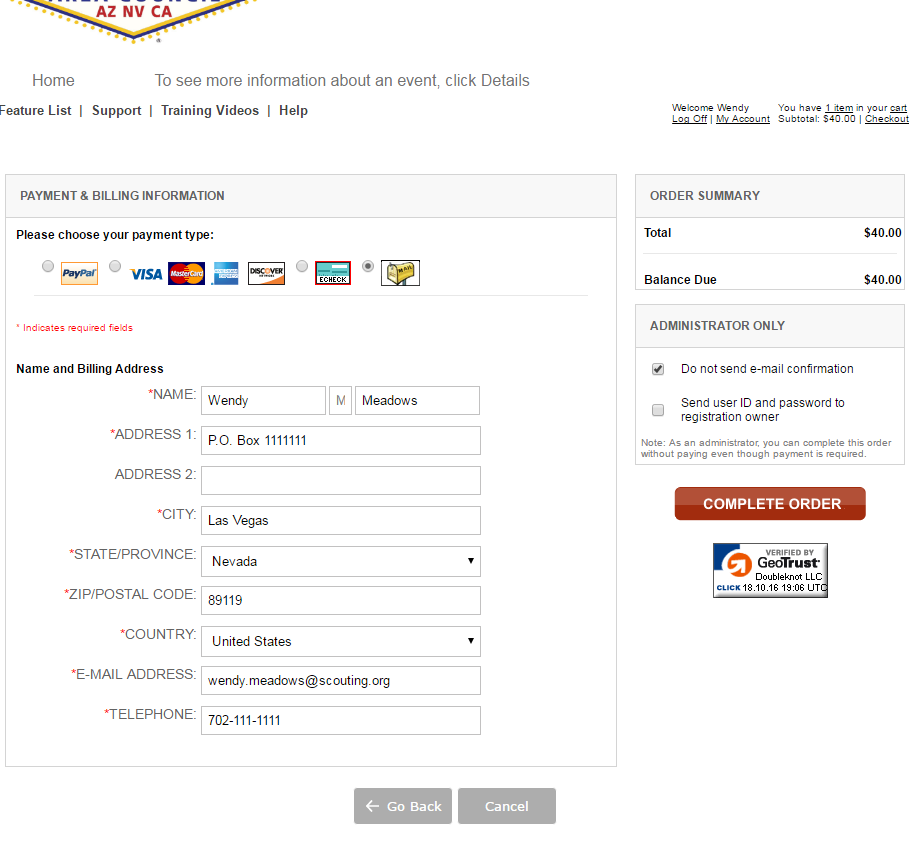 AZ NV CA
Home
To see more information about an event, click Details
Feature List | Support | Training Videos | Help
Welcome Wendy
Log Off | My Account
You have 1 item in your cart
Subtotal: $40.00 | Checkout
PAYMENT & BILLING INFORMATION
Please choose your payment type:
PayPal VISA MasterCard DISCOVER ECHECK MAIL
* Indicates required fields
Name and Billing Address
*NAME: Wendy M Meadows
*ADDRESS 1: P.O. Box 1111111
ADDRESS 2:
*CITY: Las Vegas
*STATE/PROVINCE: Nevada
*ZIP/POSTAL CODE: 89119
*COUNTRY: United States
*E-MAIL ADDRESS: wendy.meadows@scouting.org
*TELEPHONE: 702-111-1111
Go Back
Cancel
ORDER SUMMARY
Total $40.00
Balance Due $40.00
ADMINISTRATOR ONLY
Do not send e-mail confirmation
Send user ID and password to
registration owner
Note: As an administrator, you can complete this order
without paying even though payment is required.
COMPLETE ORDER
VERIFIED BY
GeoTrust
Doubleknot LLC
CLICK 18.10.16 19:06 UTC